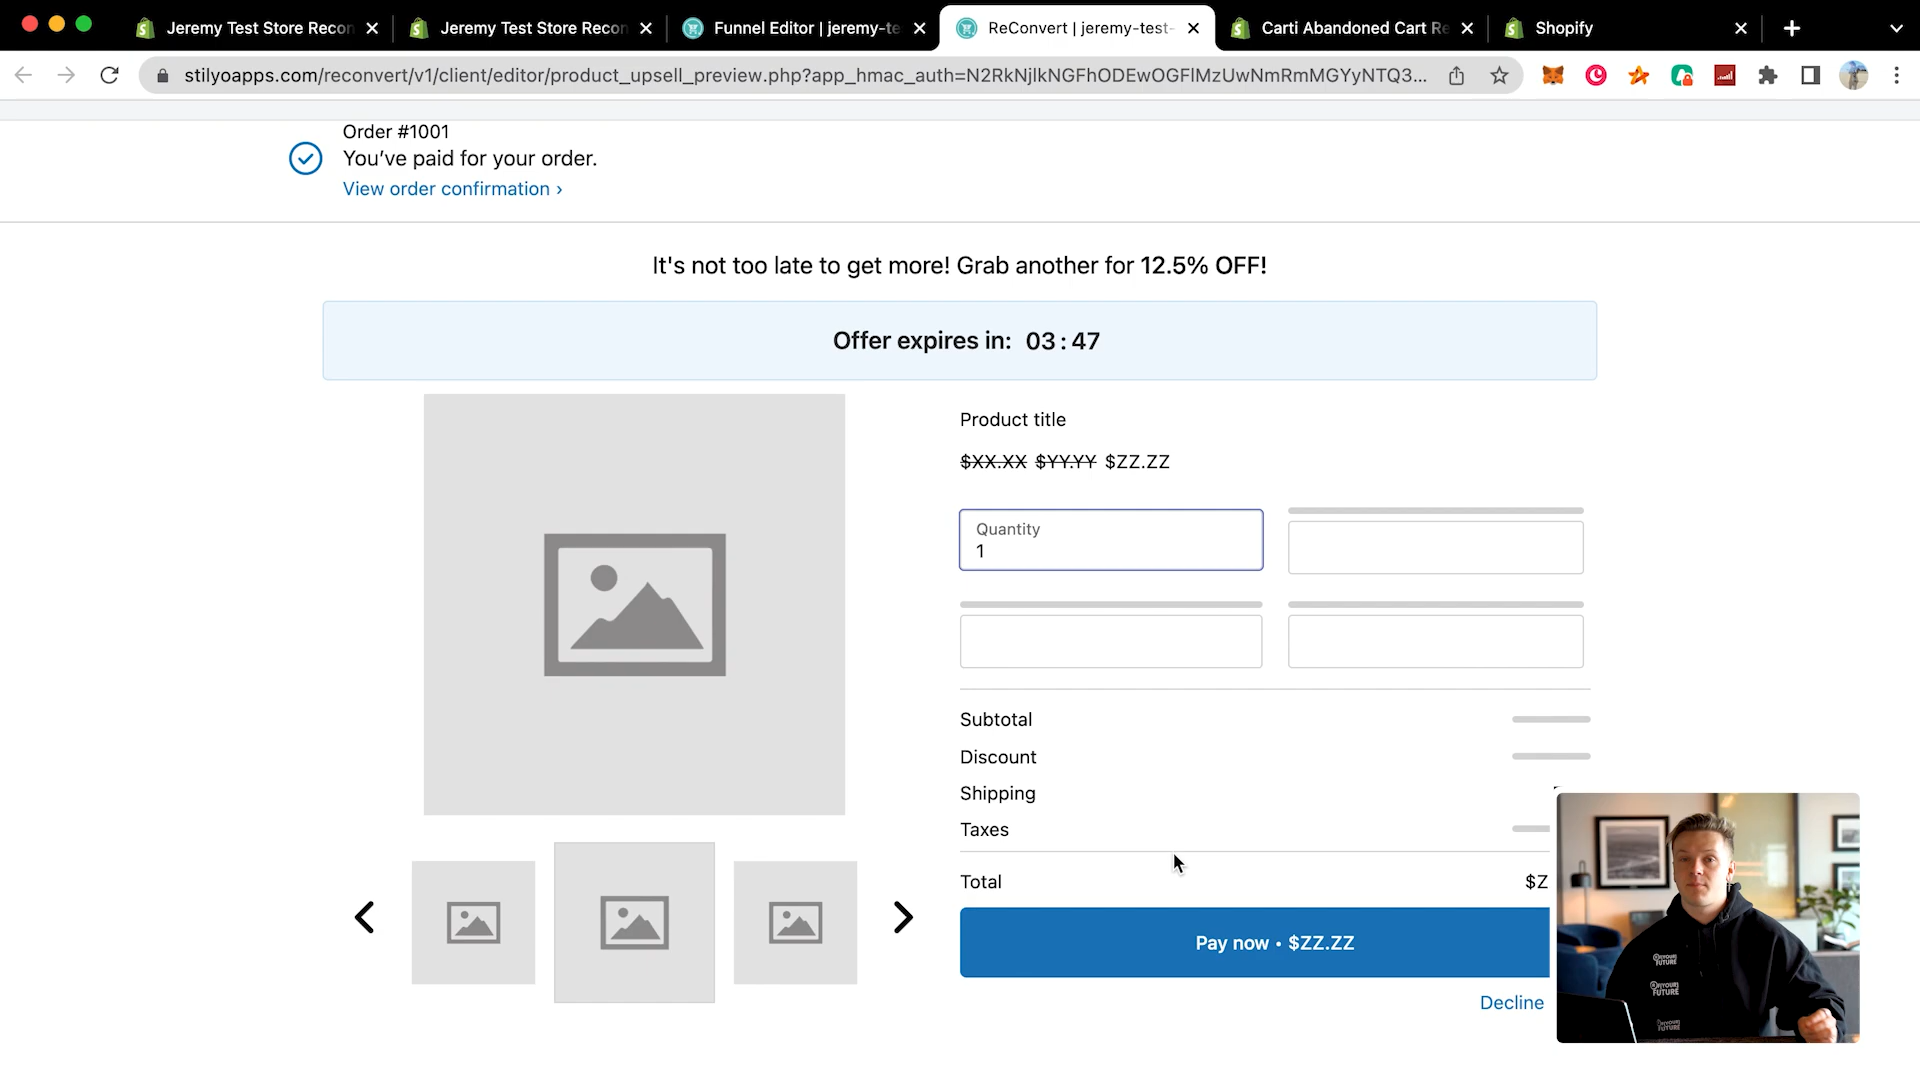 Jeremy Test Store Recon
Jeremy Test Store Recon
Funnel Editor | jeremy-te
ReConvert | jeremy-test-
Carti Abandoned Cart Re
Shopify
stilyoapps.com/reconvert/v1/client/editor/product_upsell_preview.php?app_hmac_auth=N2RkNjlkNGFhODEwOGFlMzUwNmRmMGYyNTQ3...
Order #1001
You’ve paid for your order.
View order confirmation ›
It's not too late to get more! Grab another for 12.5% OFF!
Offer expires in: 03 : 47
Product title
$XX.XX $YY.YY $ZZ.ZZ
Quantity
1
Subtotal
Discount
Shipping
Taxes
Total
$Z
Pay now • $ZZ.ZZ
Decline